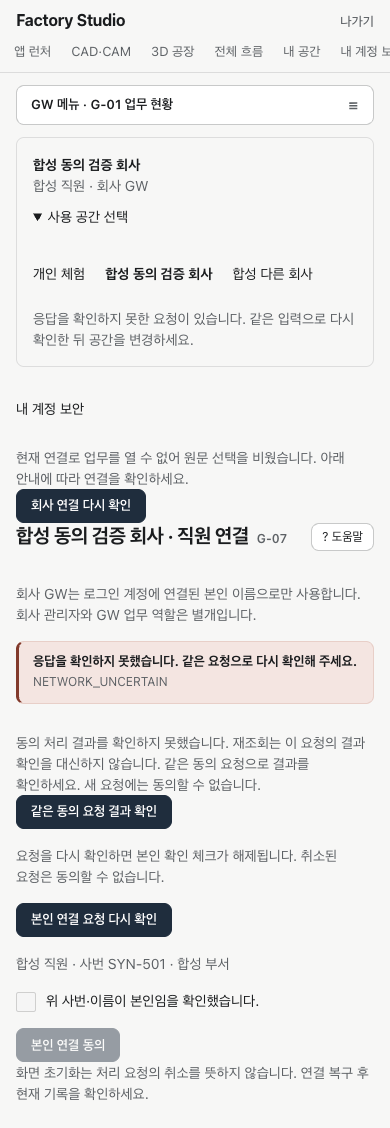 Factory Studio
나가기
앱 런처 CAD·CAM 3D 공장 전체 흐름 내 공간 내 계정 보
GW 메뉴 · G-01 업무 현황 ≡
합성 동의 검증 회사
합성 직원 · 회사 GW
▼ 사용 공간 선택
개인 체험 합성 동의 검증 회사 합성 다른 회사
응답을 확인하지 못한 요청이 있습니다. 같은 입력으로 다시
확인한 뒤 공간을 변경하세요.
내 계정 보안
현재 연결로 업무를 열 수 없어 원문 선택을 비웠습니다. 아래
안내에 따라 연결을 확인하세요.
회사 연결 다시 확인
합성 동의 검증 회사 · 직원 연결 G-07
? 도움말
회사 GW는 로그인 계정에 연결된 본인 이름으로만 사용합니다.
회사 관리자와 GW 업무 역할은 별개입니다.
응답을 확인하지 못했습니다. 같은 요청으로 다시 확인해 주세요.
NETWORK_UNCERTAIN
동의 처리 결과를 확인하지 못했습니다. 재조회는 이 요청의 결과
확인을 대신하지 않습니다. 같은 동의 요청으로 결과를
확인하세요. 새 요청에는 동의할 수 없습니다.
같은 동의 요청 결과 확인
요청을 다시 확인하면 본인 확인 체크가 해제됩니다. 취소된
요청은 동의할 수 없습니다.
본인 연결 요청 다시 확인
합성 직원 · 사번 SYN-501 · 합성 부서
위 사번·이름이 본인임을 확인했습니다.
본인 연결 동의
화면 초기화는 처리 요청의 취소를 뜻하지 않습니다. 연결 복구 후
현재 기록을 확인하세요.